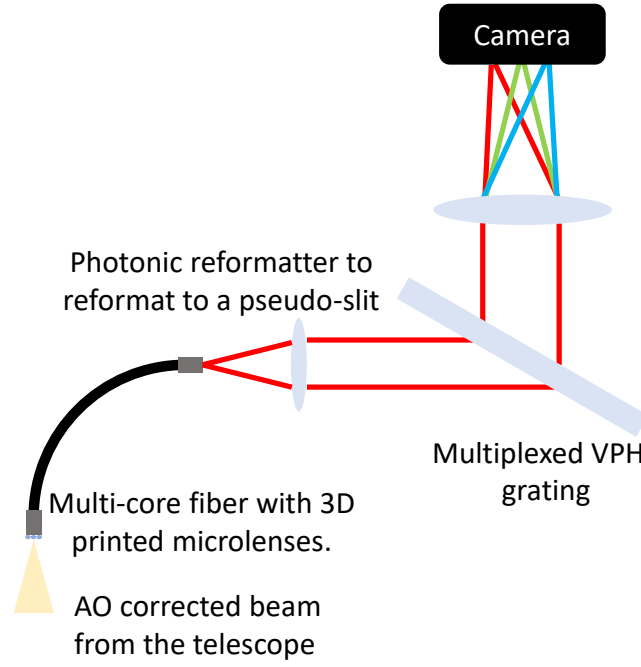 Camera
Photonic reformatter to
reformat to a pseudo-slit
Multiplexed VPH
grating
Multi-core fiber with 3D
printed microlenses.
AO corrected beam
from the telescope